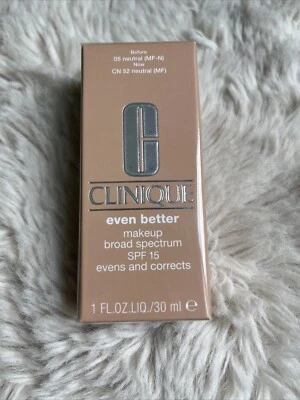 Before
05 neutral (MF-N)
Now
CN 52 neutral (MF)
C
CLINIQUE
even better
makeup
broad spectrum
SPF 15
evens and corrects
1 FL.OZ.LIQ./30 ml ℮